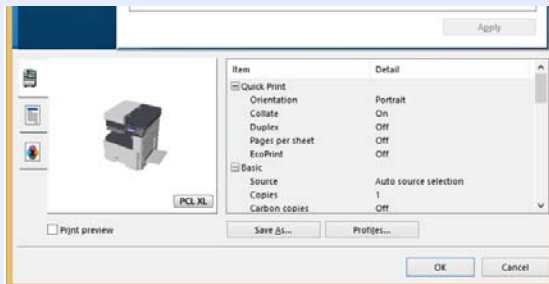 Apply
Item Detail
Quick Print
Orientation Portrait
Collate On
Duplex Off
Pages per sheet Off
EcoPrint Off
Basic
Source Auto source selection
Copies 1
Carbon copies Off
PCL XL
Print preview Save As... Profiles...
OK Cancel